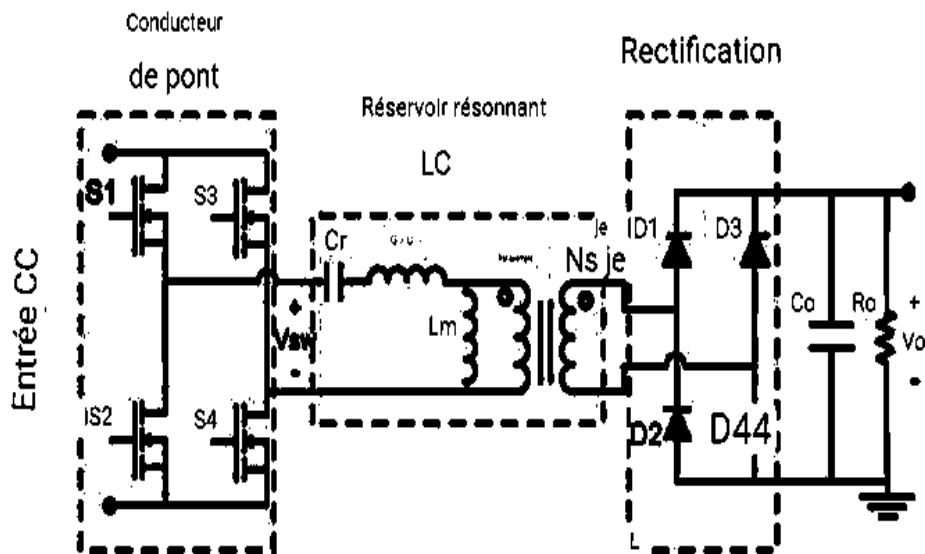 Conducteur
de pont
Réservoir résonnant
LC
Rectification
Entrée CC
S1
S3
IS2
S4
+
Vsw
-
Cr
Lm
Ns je
je
ID1
D3
D2
D44
L
Co
Ro
+
Vo
-